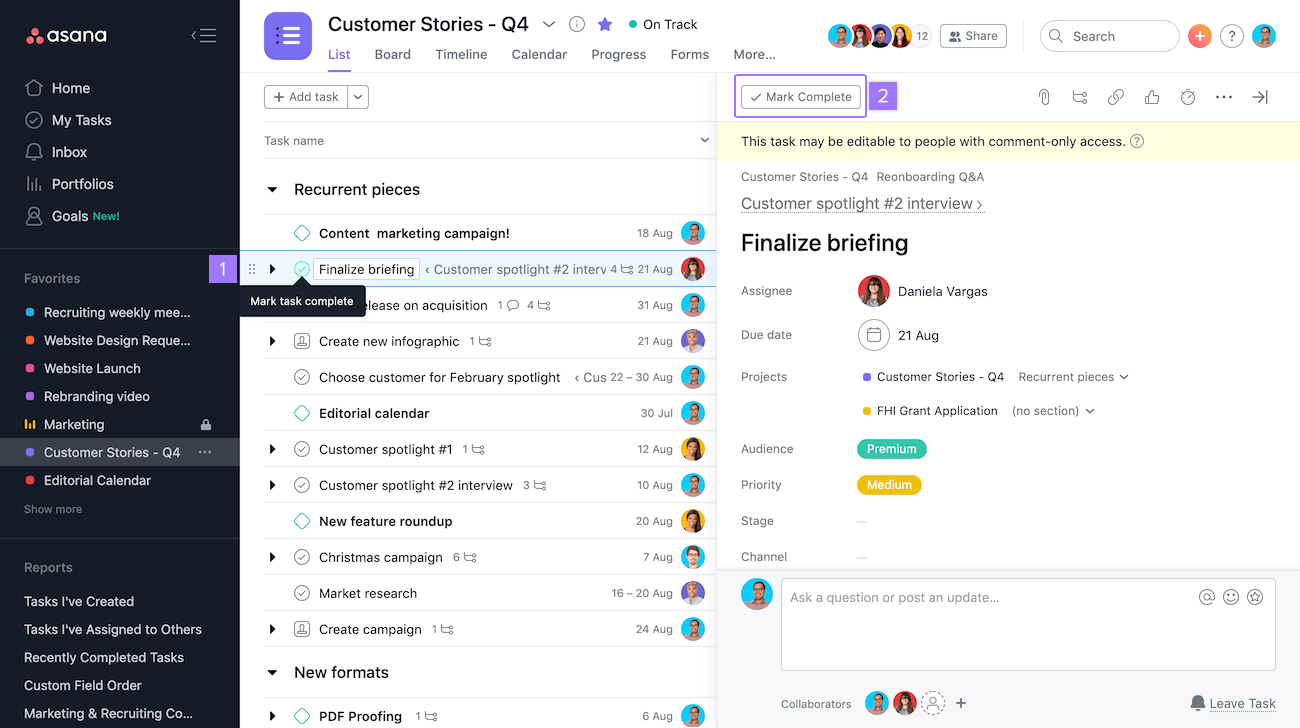 asana
Home
My Tasks
Inbox
Portfolios
Goals New!
Favorites
Recruiting weekly mee...
Website Design Reque...
Website Launch
Rebranding video
Marketing
Customer Stories - Q4
Editorial Calendar
Show more
Reports
Tasks I've Created
Tasks I've Assigned to Others
Recently Completed Tasks
Custom Field Order
Marketing & Recruiting Co...
Customer Stories - Q4
On Track
List Board Timeline Calendar Progress Forms More...
12
Share
Search
?
Add task
Task name
Recurrent pieces
Content marketing campaign! 18 Aug
1
Finalize briefing ‹ Customer spotlight #2 interv 4 21 Aug
Mark task complete
elease on acquisition 1 4 31 Aug
Create new infographic 1 21 Aug
Choose customer for February spotlight ‹ Cus 22 – 30 Aug
Editorial calendar 30 Jul
Customer spotlight #1 1 12 Aug
Customer spotlight #2 interview 3 10 Aug
New feature roundup 20 Aug
Christmas campaign 6 7 Aug
Market research 16 – 20 Aug
Create campaign 1 24 Aug
New formats
PDF Proofing 1 6 Aug
Mark Complete
2
This task may be editable to people with comment-only access. ?
Customer Stories - Q4 Reonboarding Q&A
Customer spotlight #2 interview ›
Finalize briefing
Assignee Daniela Vargas
Due date 21 Aug
Projects Customer Stories - Q4 Recurrent pieces
FHI Grant Application (no section)
Audience Premium
Priority Medium
Stage —
Channel —
Ask a question or post an update...
Collaborators
Leave Task